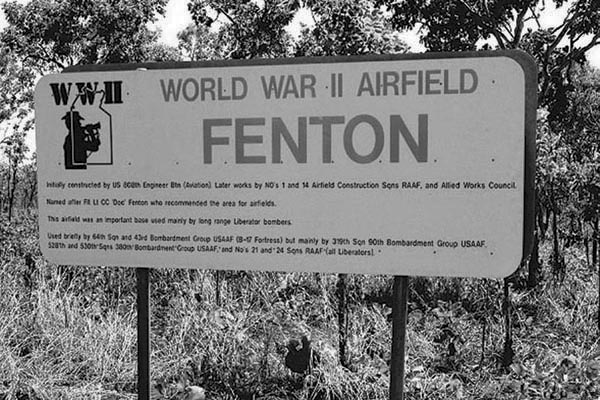 WWII
WORLD WAR II AIRFIELD
FENTON
Initially constructed by US 808th Engineer Btn (Aviation). Later works by NO's 1 and 14 Airfield Construction Sqns RAAF, and Allied Works Council.
Named after Flt Lt CC 'Doc' Fenton who recommended the area for airfields.
This airfield was an important base used mainly by long range Liberator bombers.
Used briefly by 64th Sqn and 43rd Bombardment Group USAAF (B-17 Fortress) but mainly by 319th Sqn 90th Bombardment Group USAAF,
528th and 530th Sqns 380th Bombardment Group USAAF, and No's 21 and 24 Sqns RAAF (all Liberators).